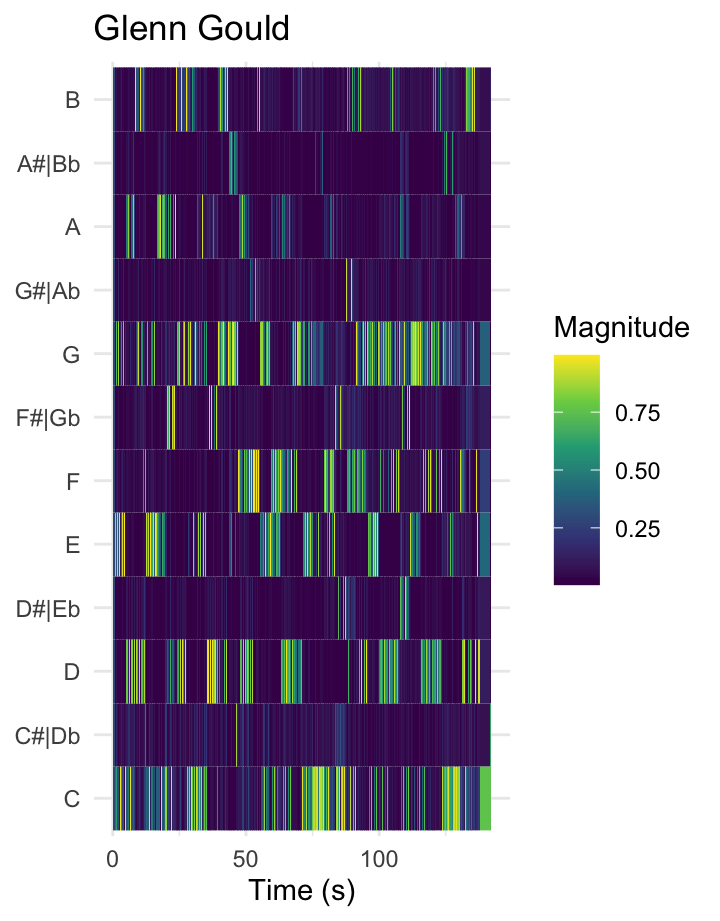 Glenn Gould
B
A#|Bb
A
G#|Ab
G
F#|Gb
F
E
D#|Eb
D
C#|Db
C
0 50 100
Time (s)
Magnitude
0.75
0.50
0.25